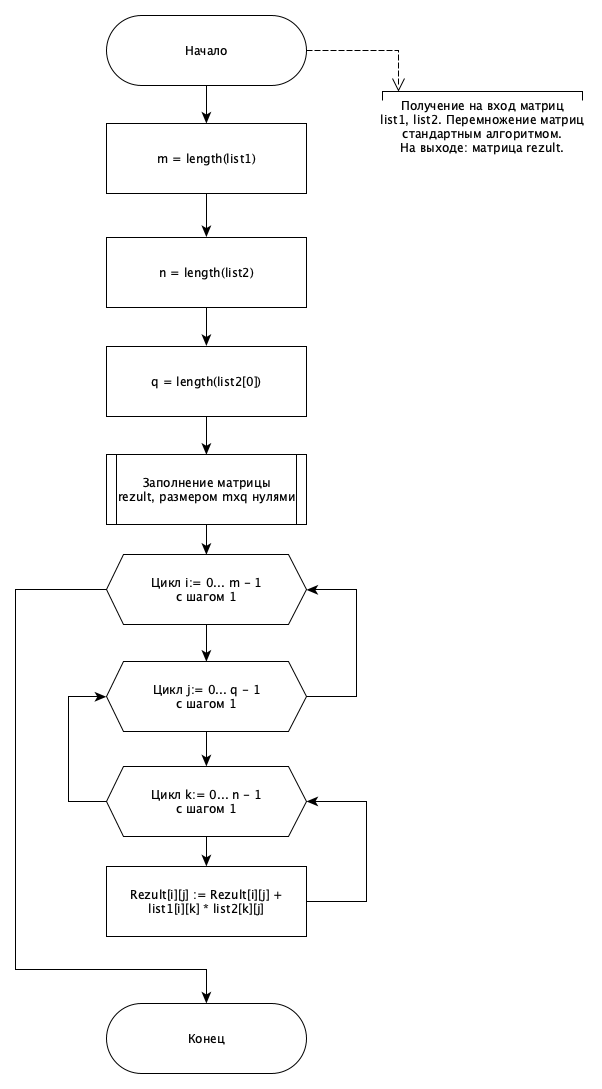 Начало
Получение на вход матриц
list1, list2. Перемножение матриц
стандартным алгоритмом.
На выходе: матрица rezult.
m = length(list1)
n = length(list2)
q = length(list2[0])
Заполнение матрицы
rezult, размером mxq нулями
Цикл i:= 0... m - 1
с шагом 1
Цикл j:= 0... q - 1
с шагом 1
Цикл k:= 0... n - 1
с шагом 1
Rezult[i][j] := Rezult[i][j] +
list1[i][k] * list2[k][j]
Конец